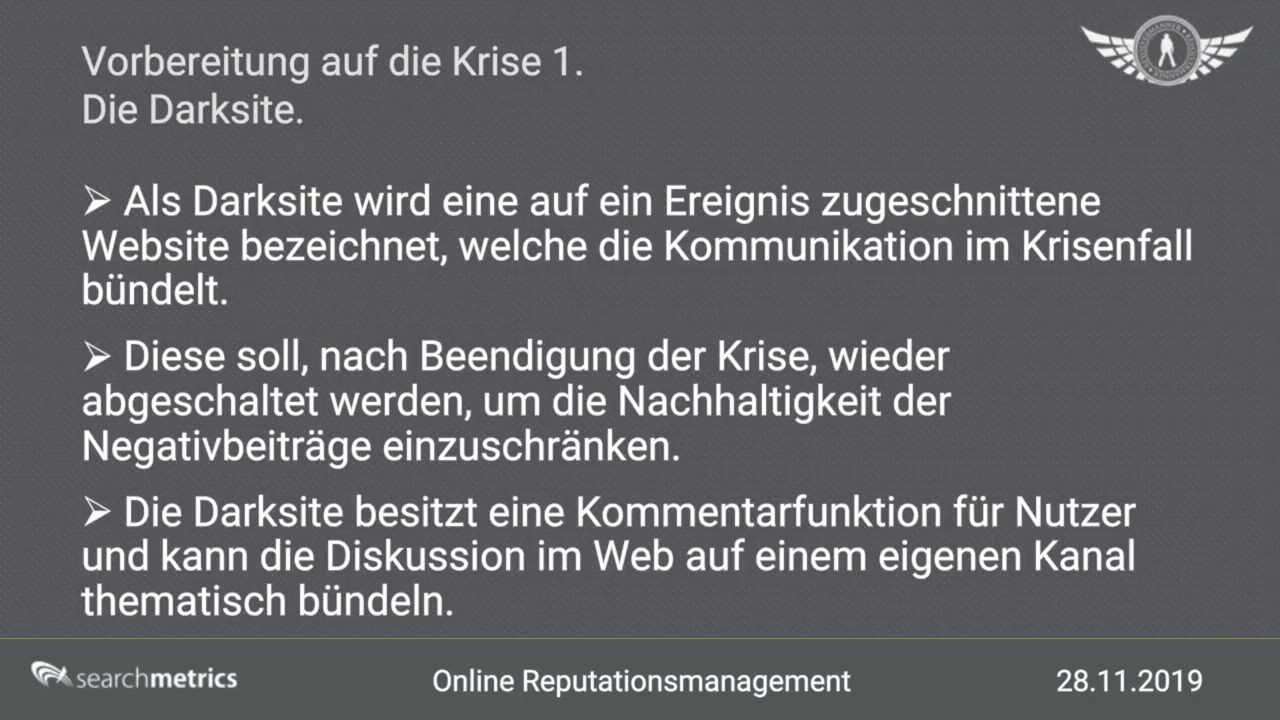 Vorbereitung auf die Krise 1.
Die Darksite.
➢ Als Darksite wird eine auf ein Ereignis zugeschnittene
Website bezeichnet, welche die Kommunikation im Krisenfall
bündelt.
➢ Diese soll, nach Beendigung der Krise, wieder
abgeschaltet werden, um die Nachhaltigkeit der
Negativbeiträge einzuschränken.
➢ Die Darksite besitzt eine Kommentarfunktion für Nutzer
und kann die Diskussion im Web auf einem eigenen Kanal
thematisch bündeln.
searchmetrics
Online Reputationsmanagement
28.11.2019